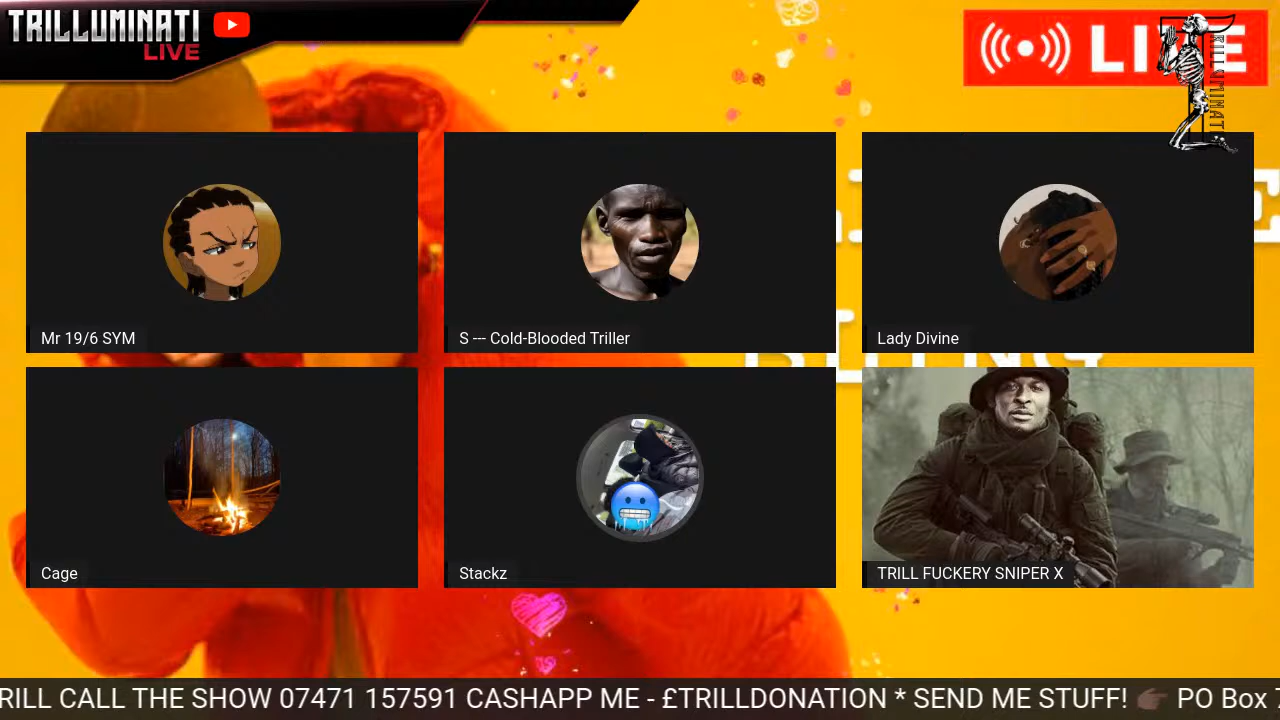 TRILLUMINATI
LIVE
LIVE
TRILLUMINATI
Mr 19/6 SYM
S --- Cold-Blooded Triller
Lady Divine
Cage
Stackz
TRILL FUCKERY SNIPER X
RILL CALL THE SHOW 07471 157591 CASHAPP ME - £TRILLDONATION * SEND ME STUFF! 👉🏿 PO Box